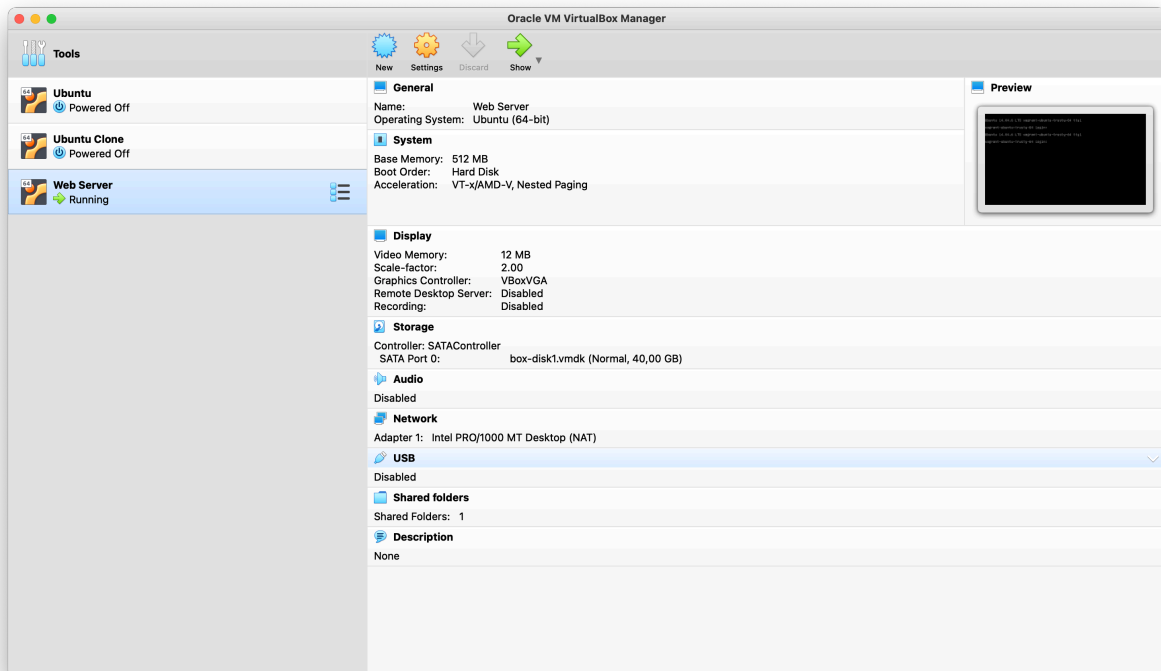 Oracle VM VirtualBox Manager
Tools
New Settings Discard Show
64 Ubuntu
Powered Off
64 Ubuntu Clone
Powered Off
64 Web Server
Running
General
Name: Web Server
Operating System: Ubuntu (64-bit)
Preview
System
Base Memory: 512 MB
Boot Order: Hard Disk
Acceleration: VT-x/AMD-V, Nested Paging
Display
Video Memory: 12 MB
Scale-factor: 2.00
Graphics Controller: VBoxVGA
Remote Desktop Server: Disabled
Recording: Disabled
Storage
Controller: SATAController
SATA Port 0: box-disk1.vmdk (Normal, 40,00 GB)
Audio
Disabled
Network
Adapter 1: Intel PRO/1000 MT Desktop (NAT)
USB
Disabled
Shared folders
Shared Folders: 1
Description
None